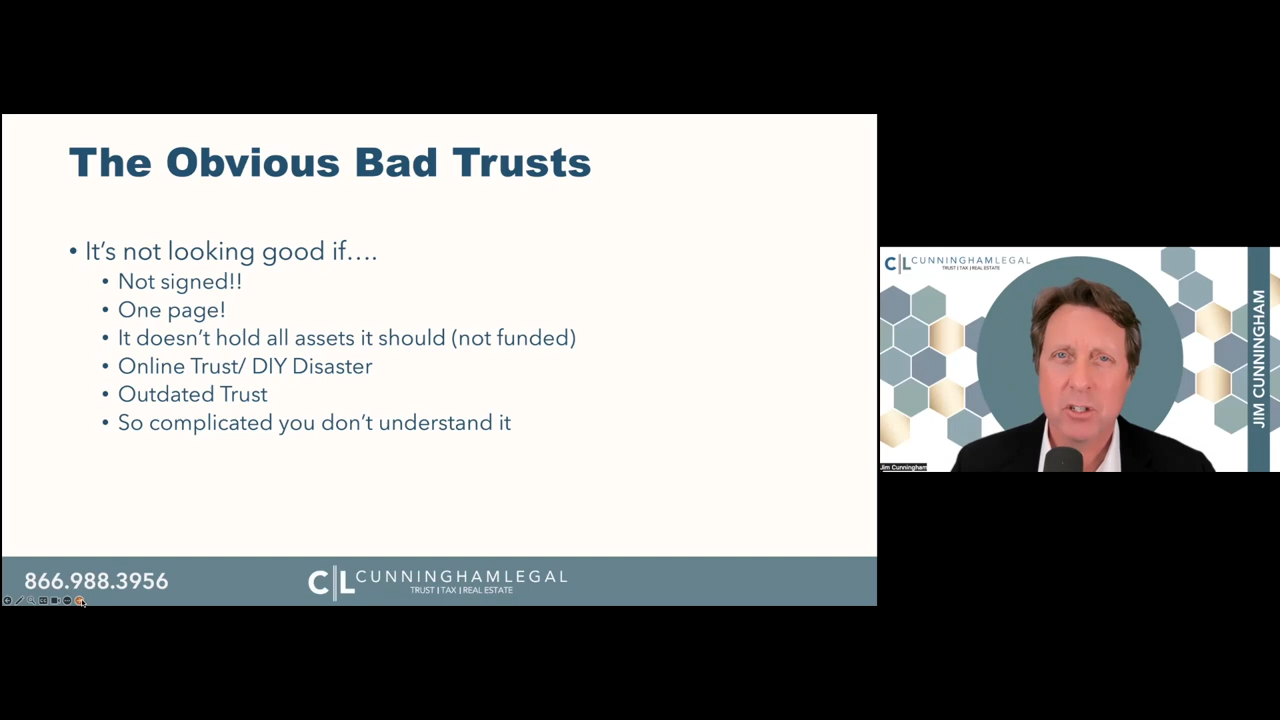 The Obvious Bad Trusts
• It’s not looking good if….
• Not signed!!
• One page!
• It doesn’t hold all assets it should (not funded)
• Online Trust/ DIY Disaster
• Outdated Trust
• So complicated you don’t understand it
866.988.3956
C|L CUNNINGHAMLEGAL
TRUST | TAX | REAL ESTATE
C|L CUNNINGHAMLEGAL
TRUST | TAX | REAL ESTATE
JIM CUNNINGHAM
Jim Cunningham